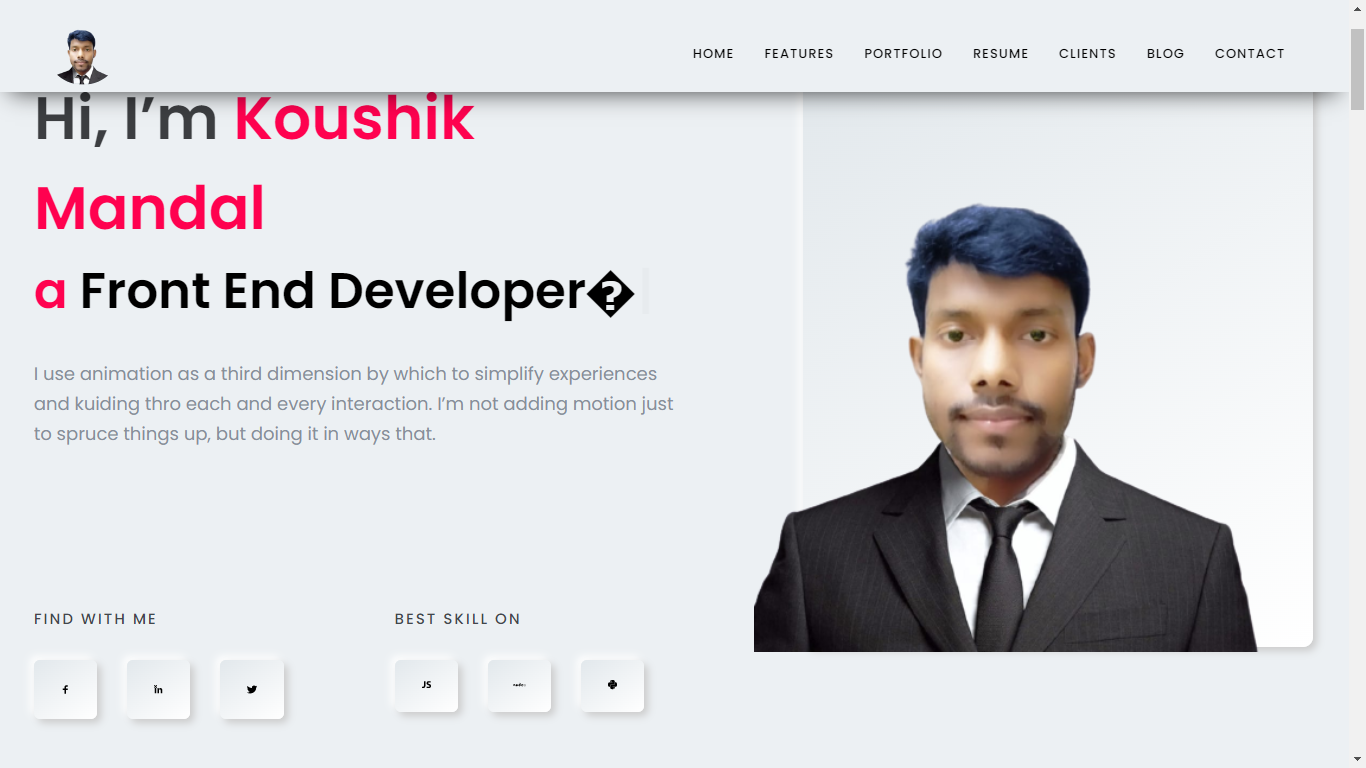 HOME FEATURES PORTFOLIO RESUME CLIENTS BLOG CONTACT
Hi, I’m Koushik
Mandal
a Front End Developer�
I use animation as a third dimension by which to simplify experiences
and kuiding thro each and every interaction. I’m not adding motion just
to spruce things up, but doing it in ways that.
FIND WITH ME
BEST SKILL ON
f in JS